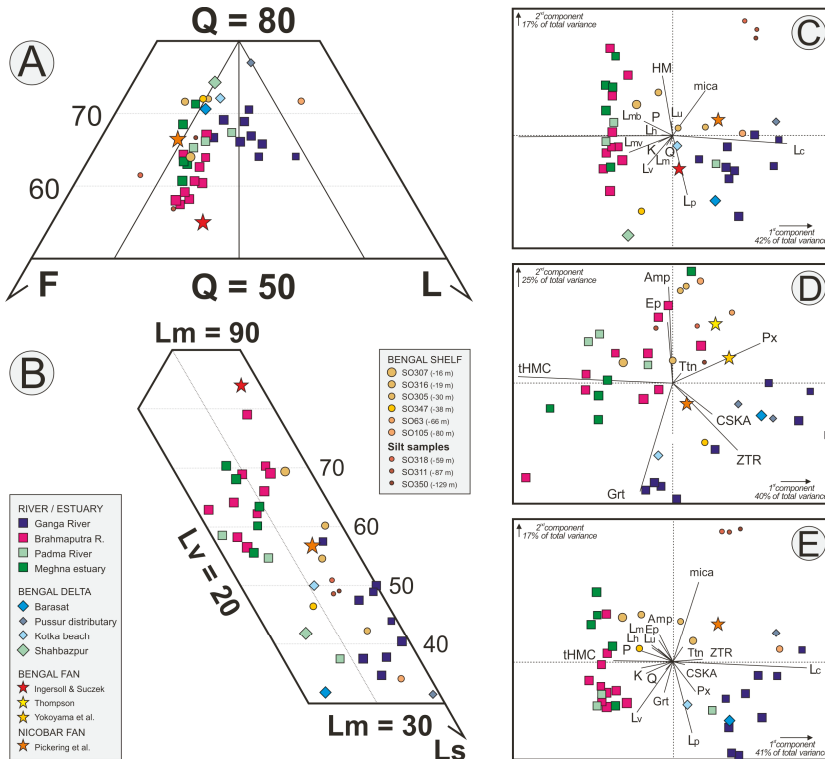 A
Q = 80
70
60
F
Q = 50
L
B
Lm = 90
70
60
50
40
Lv = 20
Lm = 30
Ls
BENGAL SHELF
SO307 (-16 m)
SO316 (-19 m)
SO305 (-30 m)
SO347 (-38 m)
SO63 (-66 m)
SO105 (-80 m)
Silt samples
SO318 (-59 m)
SO311 (-87 m)
SO350 (-129 m)
RIVER / ESTUARY
Ganga River
Brahmaputra R.
Padma River
Meghna estuary
BENGAL DELTA
Barasat
Pussur distributary
Kotka beach
Shahbazpur
BENGAL FAN
Ingersoll & Suczek
Thompson
Yokoyama et al.
NICOBAR FAN
Pickering et al.
C
2nd component
17% of total variance
HM
mica
Lmb
P
Lu
Lh
Lmv
K
Q
Lc
Lv
Lm
Lp
1st component
42% of total variance
D
2nd component
25% of total variance
Amp
Ep
Px
tHMC
Ttn
CSKA
ZTR
Grt
1st component
40% of total variance
E
2nd component
17% of total variance
mica
Amp
Lm
Ep
Lh
Lu
P
Ttn
ZTR
tHMC
Lc
K
Q
CSKA
Grt
Px
Lv
Lp
1st component
41% of total variance